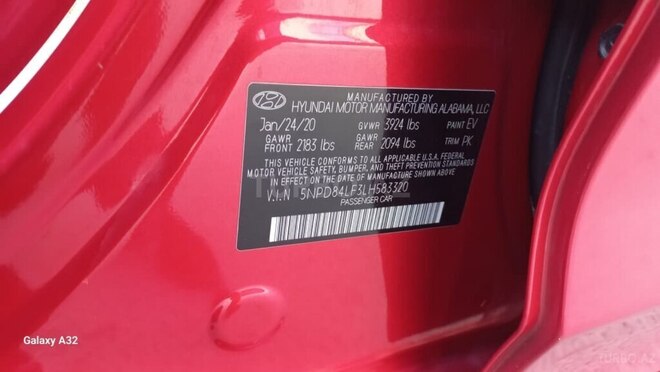 MANUFACTURED BY
HYUNDAI MOTOR MANUFACTURING ALABAMA, LLC
Jan/24/20 GVWR 3924 lbs PAINT EV
GAWR FRONT 2183 lbs GAWR REAR 2094 lbs TRIM PK
THIS VEHICLE CONFORMS TO ALL APPLICABLE U.S.A. FEDERAL
MOTOR VEHICLE SAFETY, BUMPER, AND THEFT PREVENTION
STANDARDS IN EFFECT ON THE DATE OF MANUFACTURE SHOWN ABOVE.
V.I.N 5NPD84LF3LH583320
PASSENGER CAR
Galaxy A32
TURBO.AZ